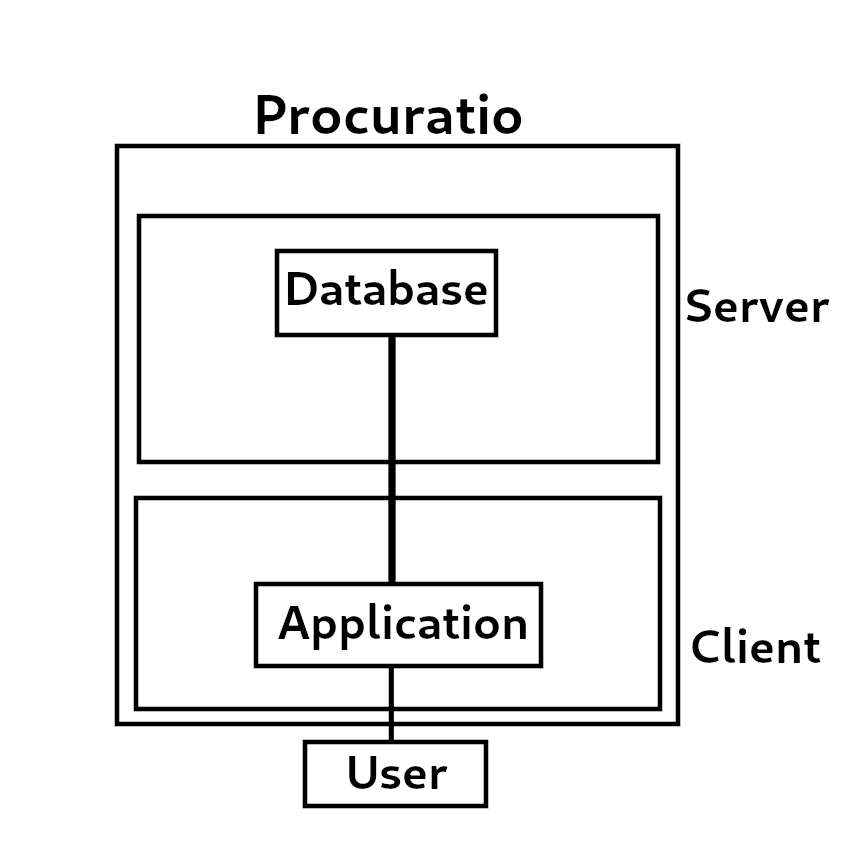 Procuratio
Database
Server
Application
Client
User